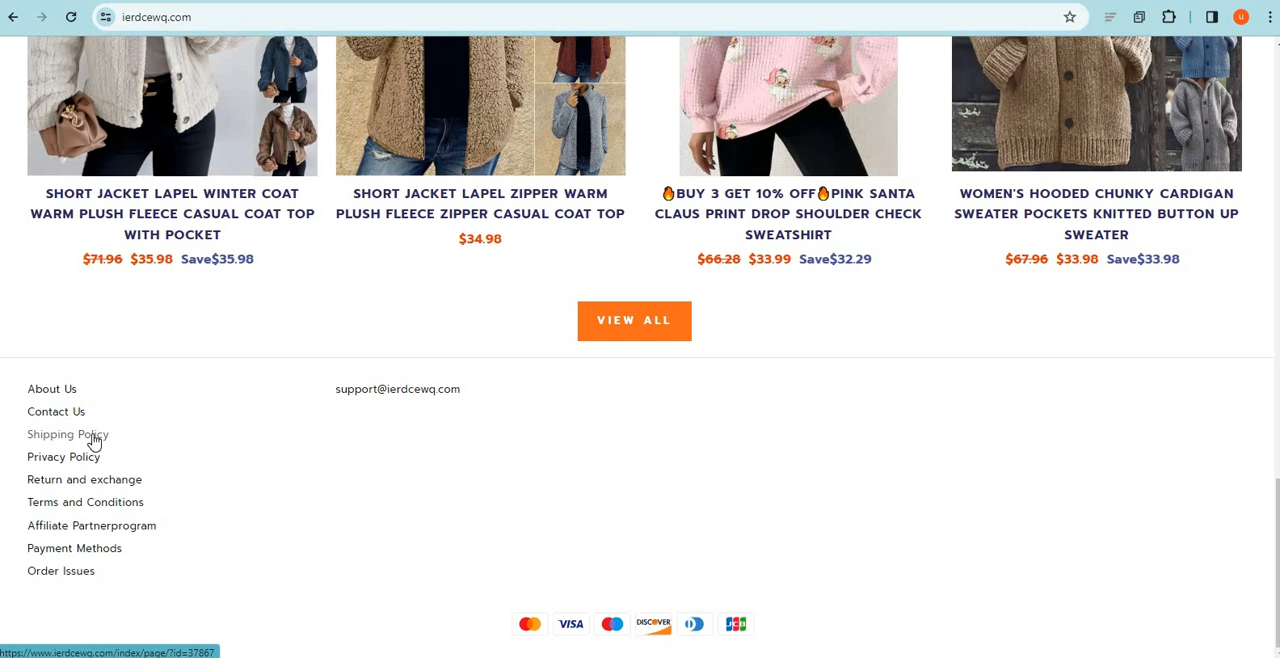 ierdcewq.com
u
SHORT JACKET LAPEL WINTER COAT
WARM PLUSH FLEECE CASUAL COAT TOP
WITH POCKET
$71.96 $35.98 Save$35.98
SHORT JACKET LAPEL ZIPPER WARM
PLUSH FLEECE ZIPPER CASUAL COAT TOP
$34.98
🔥BUY 3 GET 10% OFF🔥PINK SANTA
CLAUS PRINT DROP SHOULDER CHECK
SWEATSHIRT
$66.28 $33.99 Save$32.29
WOMEN'S HOODED CHUNKY CARDIGAN
SWEATER POCKETS KNITTED BUTTON UP
SWEATER
$67.96 $33.98 Save$33.98
VIEW ALL
About Us
Contact Us
Shipping Policy
Privacy Policy
Return and exchange
Terms and Conditions
Affiliate Partnerprogram
Payment Methods
Order Issues
support@ierdcewq.com
VISA
DISCOVER
JCB
https://www.ierdcewq.com/index/page/?id=37867